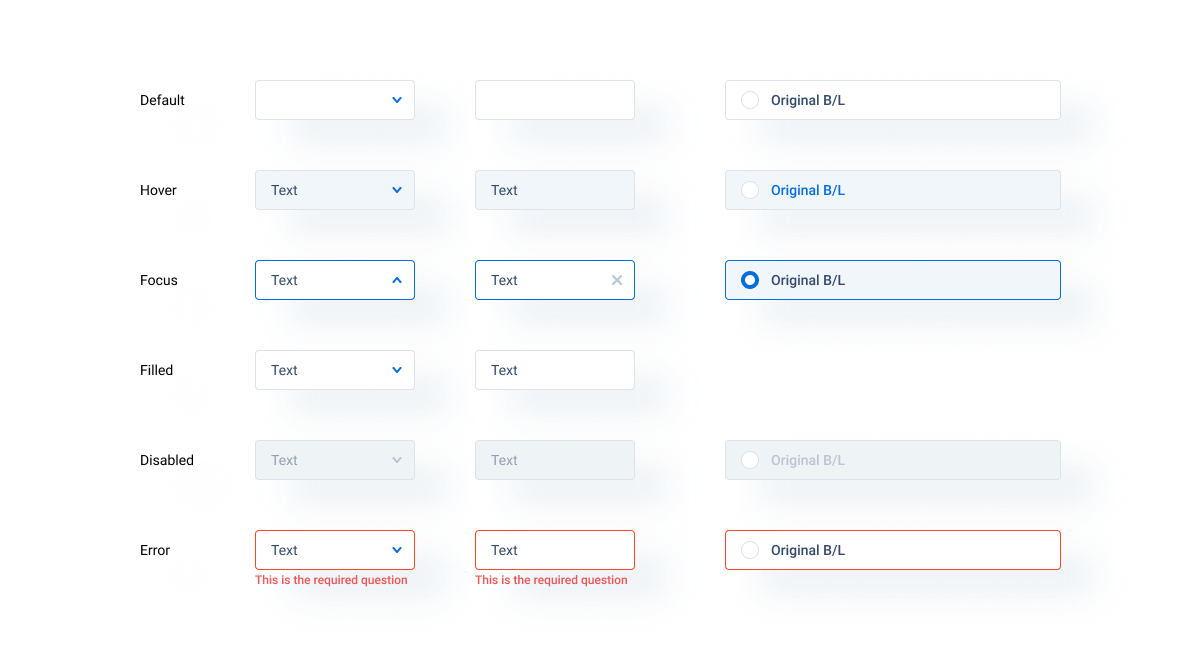 Default
Original B/L
Hover Text Text Original B/L
Focus Text Text Original B/L
Filled Text Text
Disabled Text Text Original B/L
Error Text Text Original B/L
This is the required question This is the required question